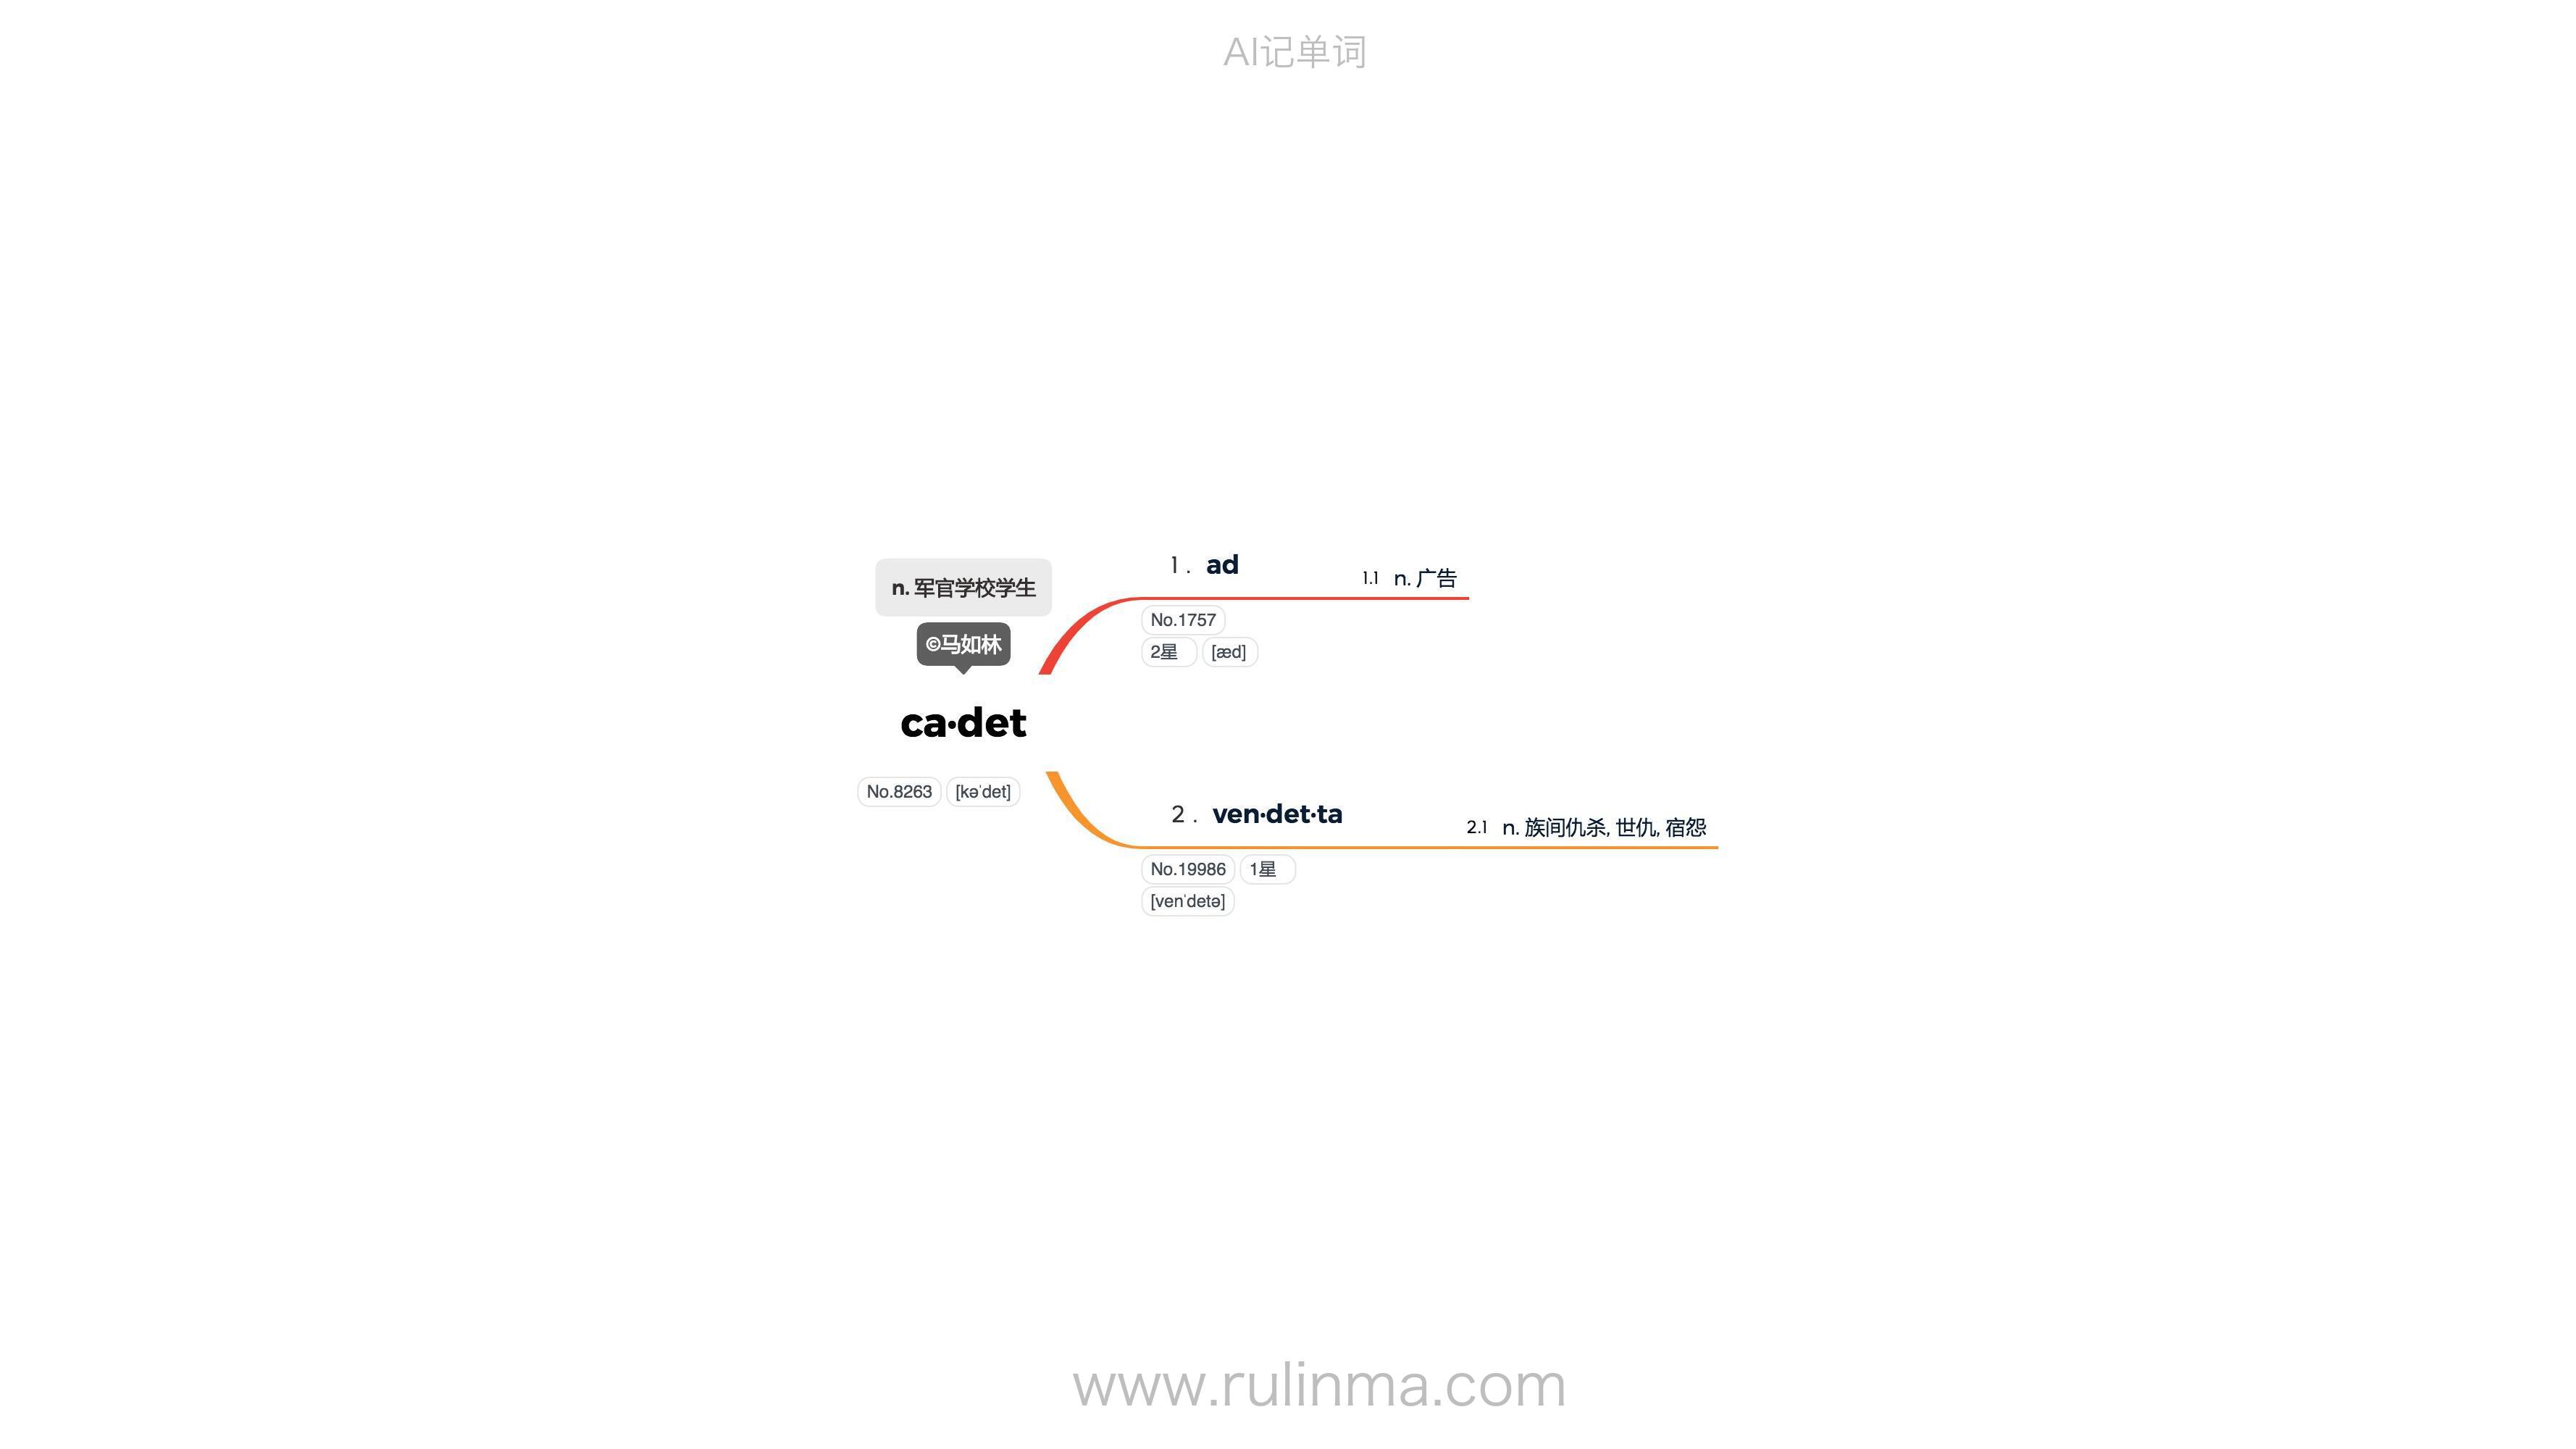 AI记单词
n. 军官学校学生
©马如林
ca·det
No.8263 [kəˈdet]
1 . ad
1.1 n. 广告
No.1757
2星 [æd]
2 . ven·det·ta
2.1 n. 族间仇杀, 世仇, 宿怨
No.19986 1星
[venˈdetə]
www.rulinma.com